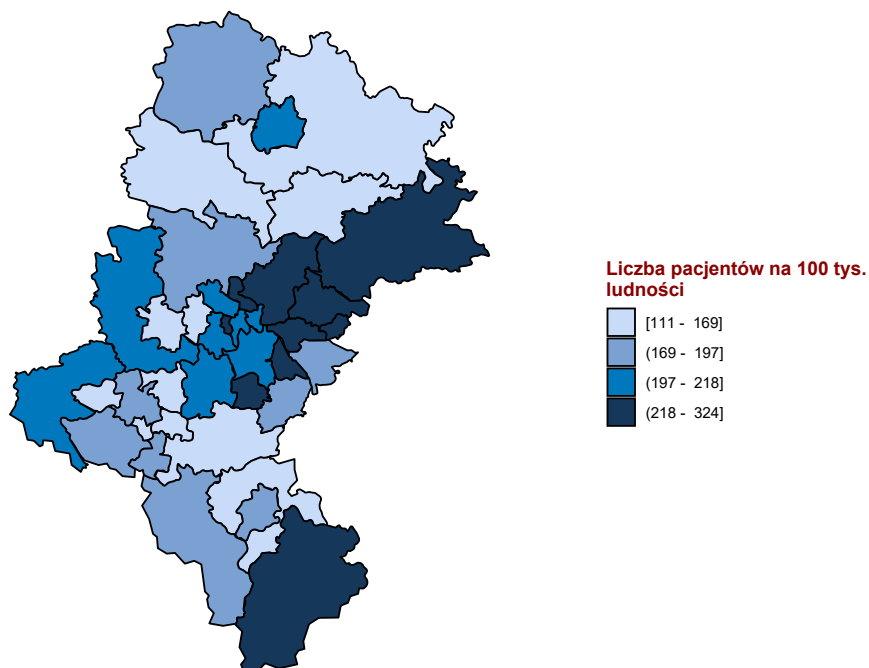 Liczba pacjentów na 100 tys.
ludności
[111 - 169]
(169 - 197]
(197 - 218]
(218 - 324]